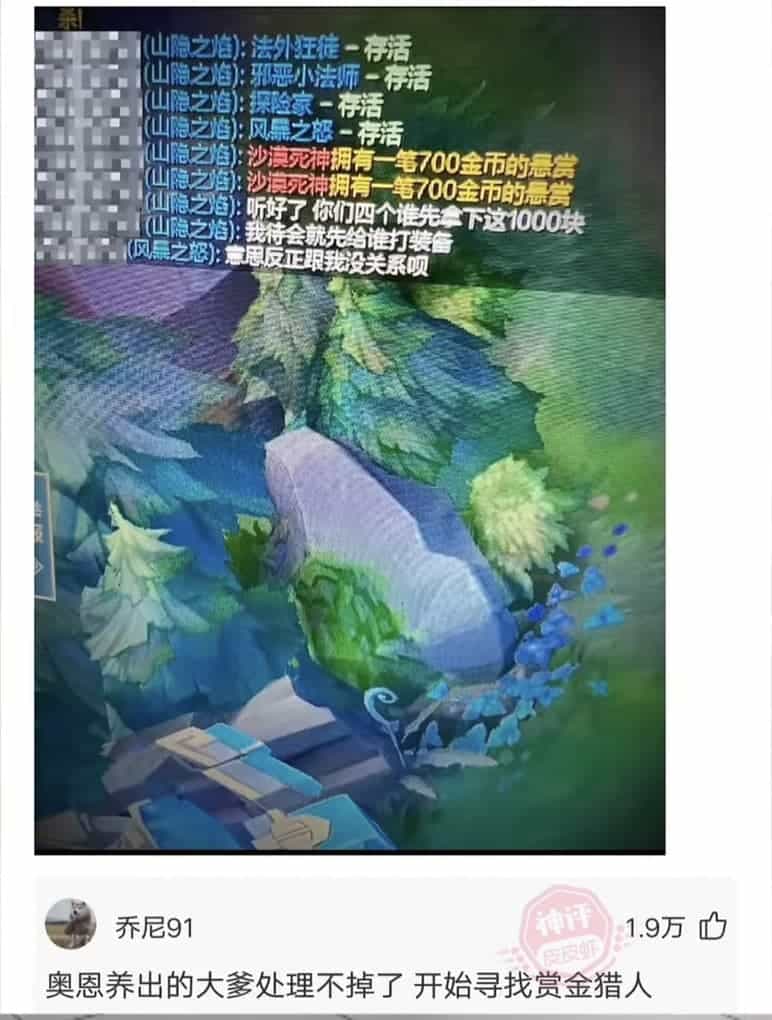 (山隐之焰): 法外狂徒 – 存活
(山隐之焰): 邪恶小法师 – 存活
(山隐之焰): 探险家 – 存活
(山隐之焰): 风暴之怒 – 存活
(山隐之焰): 沙漠死神拥有一笔700金币的悬赏
(山隐之焰): 沙漠死神拥有一笔700金币的悬赏
(山隐之焰): 听好了 你们四个谁先拿下这1000块
(山隐之焰): 我待会就先给谁打装备
(风暴之怒): 意思反正跟我没关系呗
乔尼91
神评
皮皮虾
1.9万
奥恩养出的大爹处理不掉了 开始寻找赏金猎人